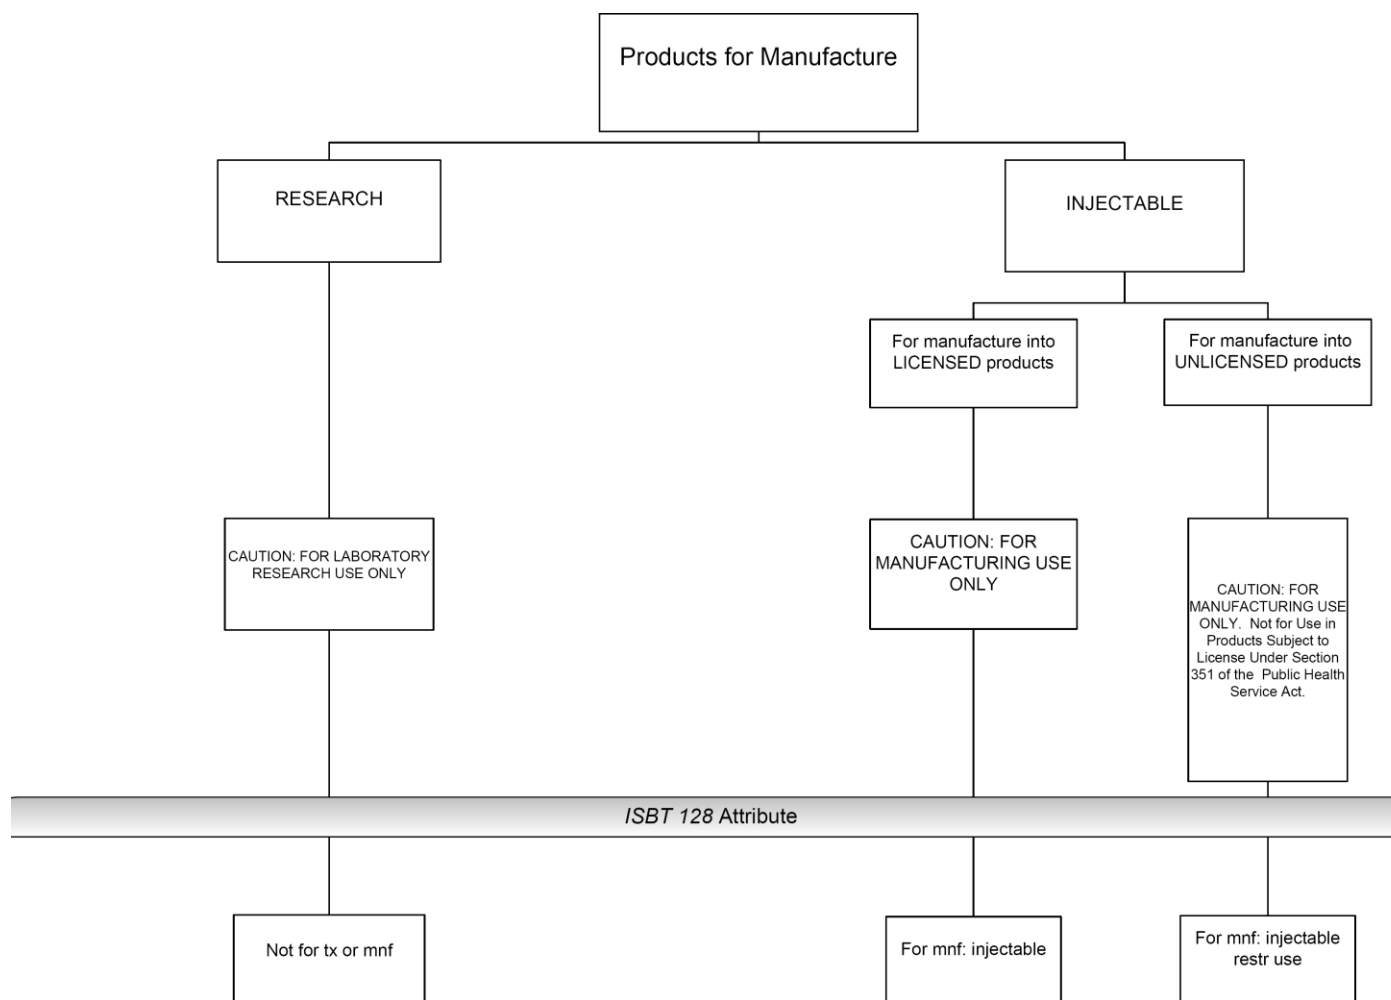 Products for Manufacture
RESEARCH
INJECTABLE
For manufacture into
LICENSED products
For manufacture into
UNLICENSED products
CAUTION: FOR LABORATORY
RESEARCH USE ONLY
CAUTION: FOR
MANUFACTURING USE
ONLY
CAUTION: FOR
MANUFACTURING USE
ONLY. Not for Use in
Products Subject to
License Under Section
351 of the Public Health
Service Act.
ISBT 128 Attribute
Not for tx or mnf
For mnf: injectable
For mnf: injectable
restr use